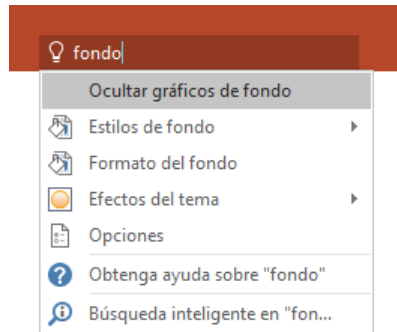 fondo
Ocultar gráficos de fondo
Estilos de fondo
Formato del fondo
Efectos del tema
Opciones
Obtenga ayuda sobre "fondo"
Búsqueda inteligente en "fon...